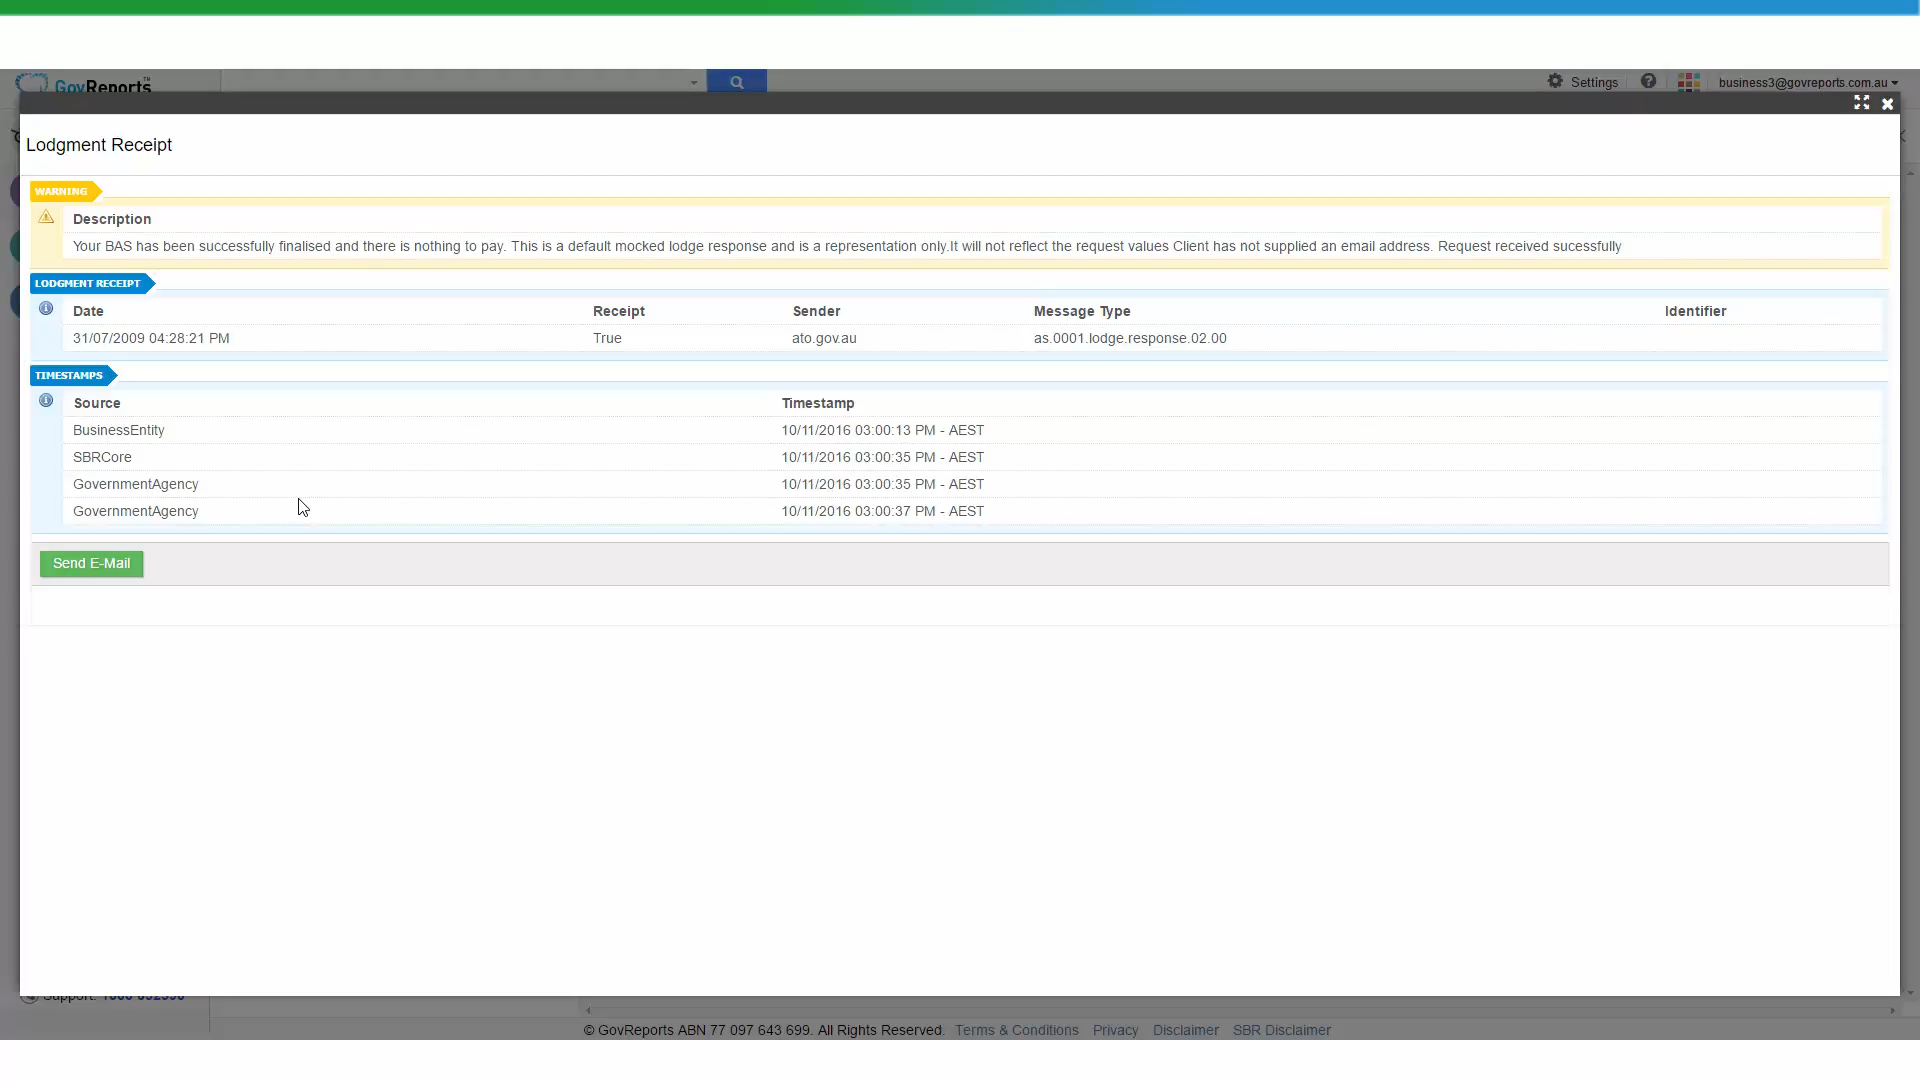 GovReports™
Settings
business3@govreports.com.au
Lodgment Receipt
WARNING
Description
Your BAS has been successfully finalised and there is nothing to pay. This is a default mocked lodge response and is a representation only.It will not reflect the request values Client has not supplied an email address. Request received sucessfully
LODGMENT RECEIPT
Date Receipt Sender Message Type Identifier
31/07/2009 04:28:21 PM True ato.gov.au as.0001.lodge.response.02.00
TIMESTAMPS
Source Timestamp
BusinessEntity 10/11/2016 03:00:13 PM - AEST
SBRCore 10/11/2016 03:00:35 PM - AEST
GovernmentAgency 10/11/2016 03:00:35 PM - AEST
GovernmentAgency 10/11/2016 03:00:37 PM - AEST
Send E-Mail
Support:
© GovReports ABN 77 097 643 699. All Rights Reserved. Terms & Conditions Privacy Disclaimer SBR Disclaimer